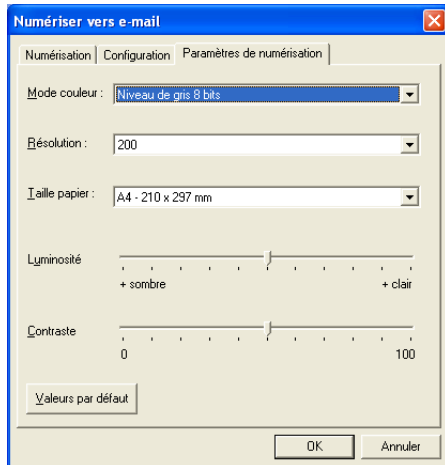 Numériser vers e-mail
Numérisation Configuration Paramètres de numérisation
Mode couleur : Niveau de gris 8 bits
Résolution : 200
Taille papier : A4 - 210 x 297 mm
Luminosité
+ sombre + clair
Contraste
0 100
Valeurs par défaut
OK Annuler